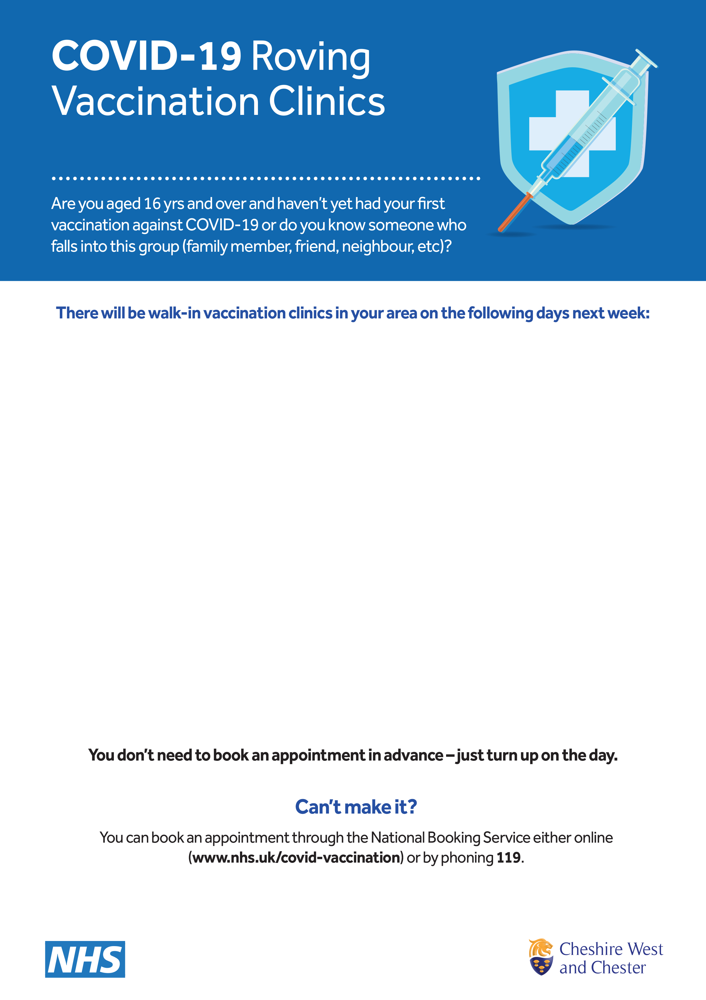 COVID-19 Roving
Vaccination Clinics
Are you aged 16 yrs and over and haven't yet had your first
vaccination against COVID-19 or do you know someone who
falls into this group (family member, friend, neighbour, etc)?
There will be walk-in vaccination clinics in your area on the following days next week:
You don't need to book an appointment in advance – just turn up on the day.
Can't make it?
You can book an appointment through the National Booking Service either online
(www.nhs.uk/covid-vaccination) or by phoning 119.
NHS
Cheshire West
and Chester